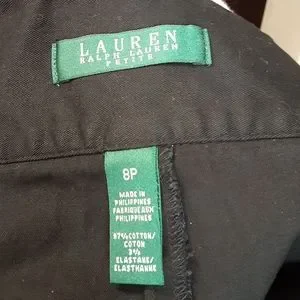 LAUREN
RALPH LAUREN
PETITE
8P
MADE IN
PHILIPPINES
FABRIQUE AUX
PHILIPPINES
97% COTTON/
COTON
3%
ELASTANE/
ELASTHANNE